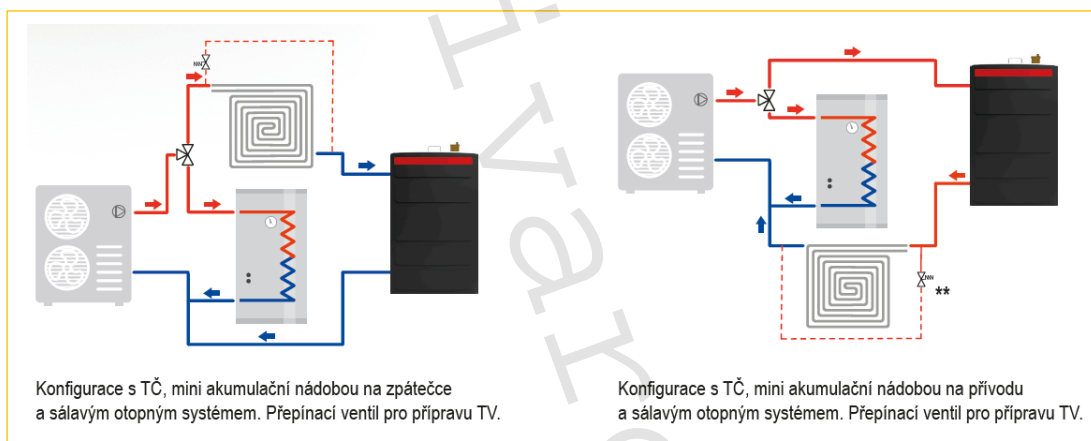 Konfigurace s TČ, mini akumulační nádobou na zpátečce
a sálavým otopným systémem. Přepínací ventil pro přípravu TV.
**
Konfigurace s TČ, mini akumulační nádobou na přívodu
a sálavým otopným systémem. Přepínací ventil pro přípravu TV.